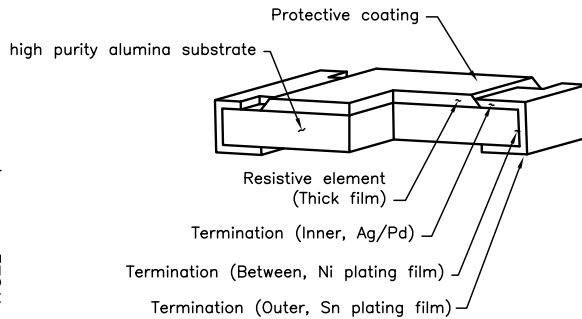 Protective coating
high purity alumina substrate
Resistive element
(Thick film)
Termination (Inner, Ag/Pd)
Termination (Between, Ni plating film)
Termination (Outer, Sn plating film)